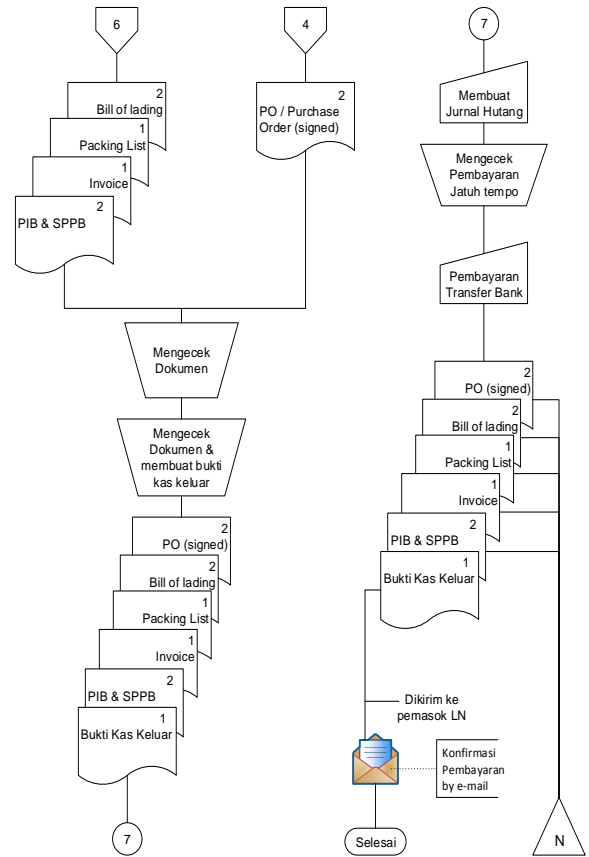 6
2
Bill of lading
1
Packing List
1
Invoice
2
PIB & SPPB
4
2
PO / Purchase
Order (signed)
Mengecek
Dokumen
Mengecek
Dokumen &
membuat bukti
kas keluar
2
PO (signed)
2
Bill of lading
1
Packing List
1
Invoice
2
PIB & SPPB
1
Bukti Kas Keluar
7
7
Membuat
Jurnal Hutang
Mengecek
Pembayaran
Jatuh tempo
Pembayaran
Transfer Bank
2
PO (signed)
2
Bill of lading
1
Packing List
1
Invoice
2
PIB & SPPB
1
Bukti Kas Keluar
Dikirim ke
pemasok LN
Konfirmasi
Pembayaran
by e-mail
Selesai
N